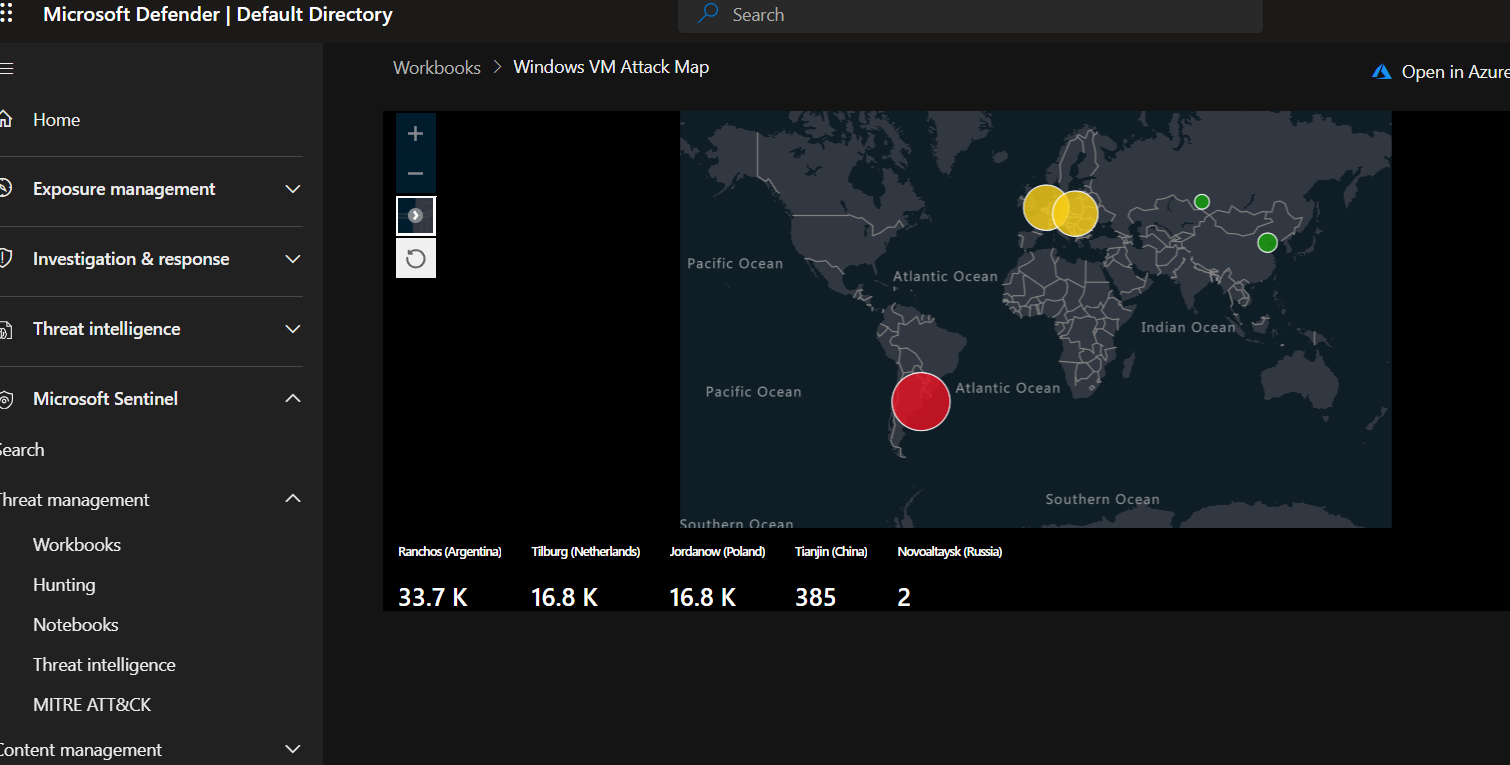 Microsoft Defender | Default Directory
Search
Workbooks > Windows VM Attack Map
Open in Azure
Home
Exposure management
Investigation & response
Threat intelligence
Microsoft Sentinel
Search
Threat management
Workbooks
Hunting
Notebooks
Threat intelligence
MITRE ATT&CK
Content management
Pacific Ocean
Atlantic Ocean
Indian Ocean
Pacific Ocean
Atlantic Ocean
Southern Ocean
Southern Ocean
Ranchos (Argentina) Tilburg (Netherlands) Jordanow (Poland) Tianjin (China) Novoaltaysk (Russia)
33.7 K 16.8 K 16.8 K 385 2